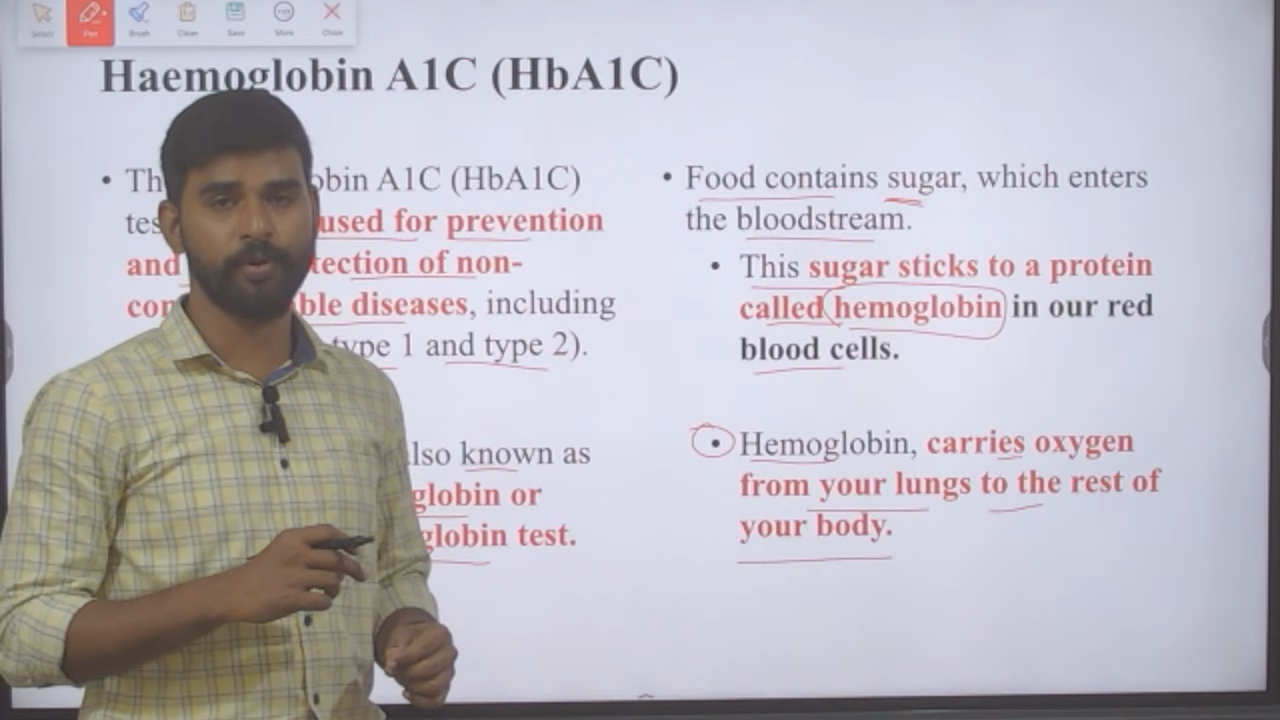 Select
Pen
Brush
Clean
Save
More
Close
Haemoglobin A1C (HbA1C)
• Th obin A1C (HbA1C)
tes used for prevention
and tection of non-
con ble diseases, including
type 1 and type 2).
lso known as
globin or
globin test.
• Food contains sugar, which enters
the bloodstream.
• This sugar sticks to a protein
called hemoglobin in our red
blood cells.
• Hemoglobin, carries oxygen
from your lungs to the rest of
your body.